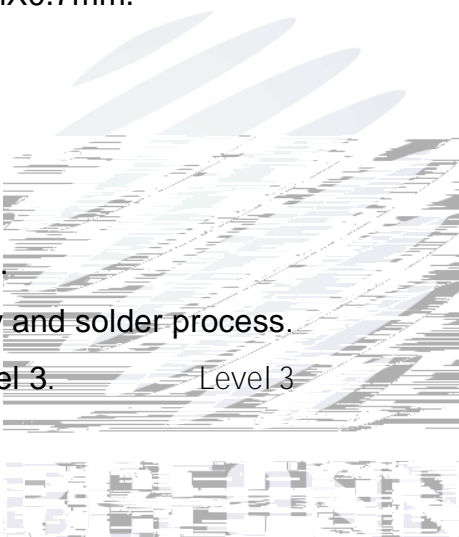 X0.7mm.
.
and solder process.
el 3. Level 3